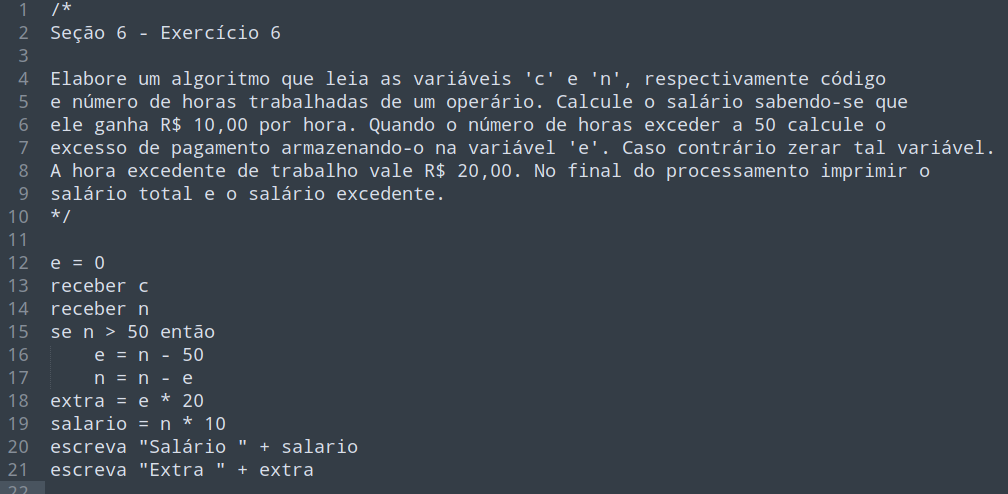 1 /*
2 Seção 6 - Exercício 6
3
4 Elabore um algoritmo que leia as variáveis 'c' e 'n', respectivamente código
5 e número de horas trabalhadas de um operário. Calcule o salário sabendo-se que
6 ele ganha R$ 10,00 por hora. Quando o número de horas exceder a 50 calcule o
7 excesso de pagamento armazenando-o na variável 'e'. Caso contrário zerar tal variável.
8 A hora excedente de trabalho vale R$ 20,00. No final do processamento imprimir o
9 salário total e o salário excedente.
10 */
11
12 e = 0
13 receber c
14 receber n
15 se n > 50 então
16     e = n - 50
17     n = n - e
18 extra = e * 20
19 salario = n * 10
20 escreva "Salário " + salario
21 escreva "Extra " + extra
22